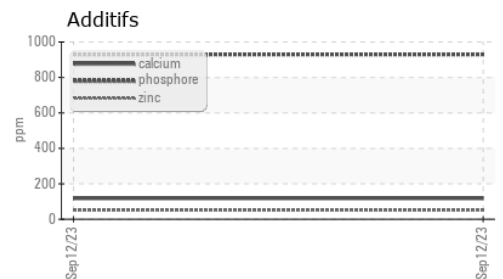 Additifs
1000
800
600
400
200
0
ppm
calcium
phosphore
zinc
Sep12/23
Sep12/23